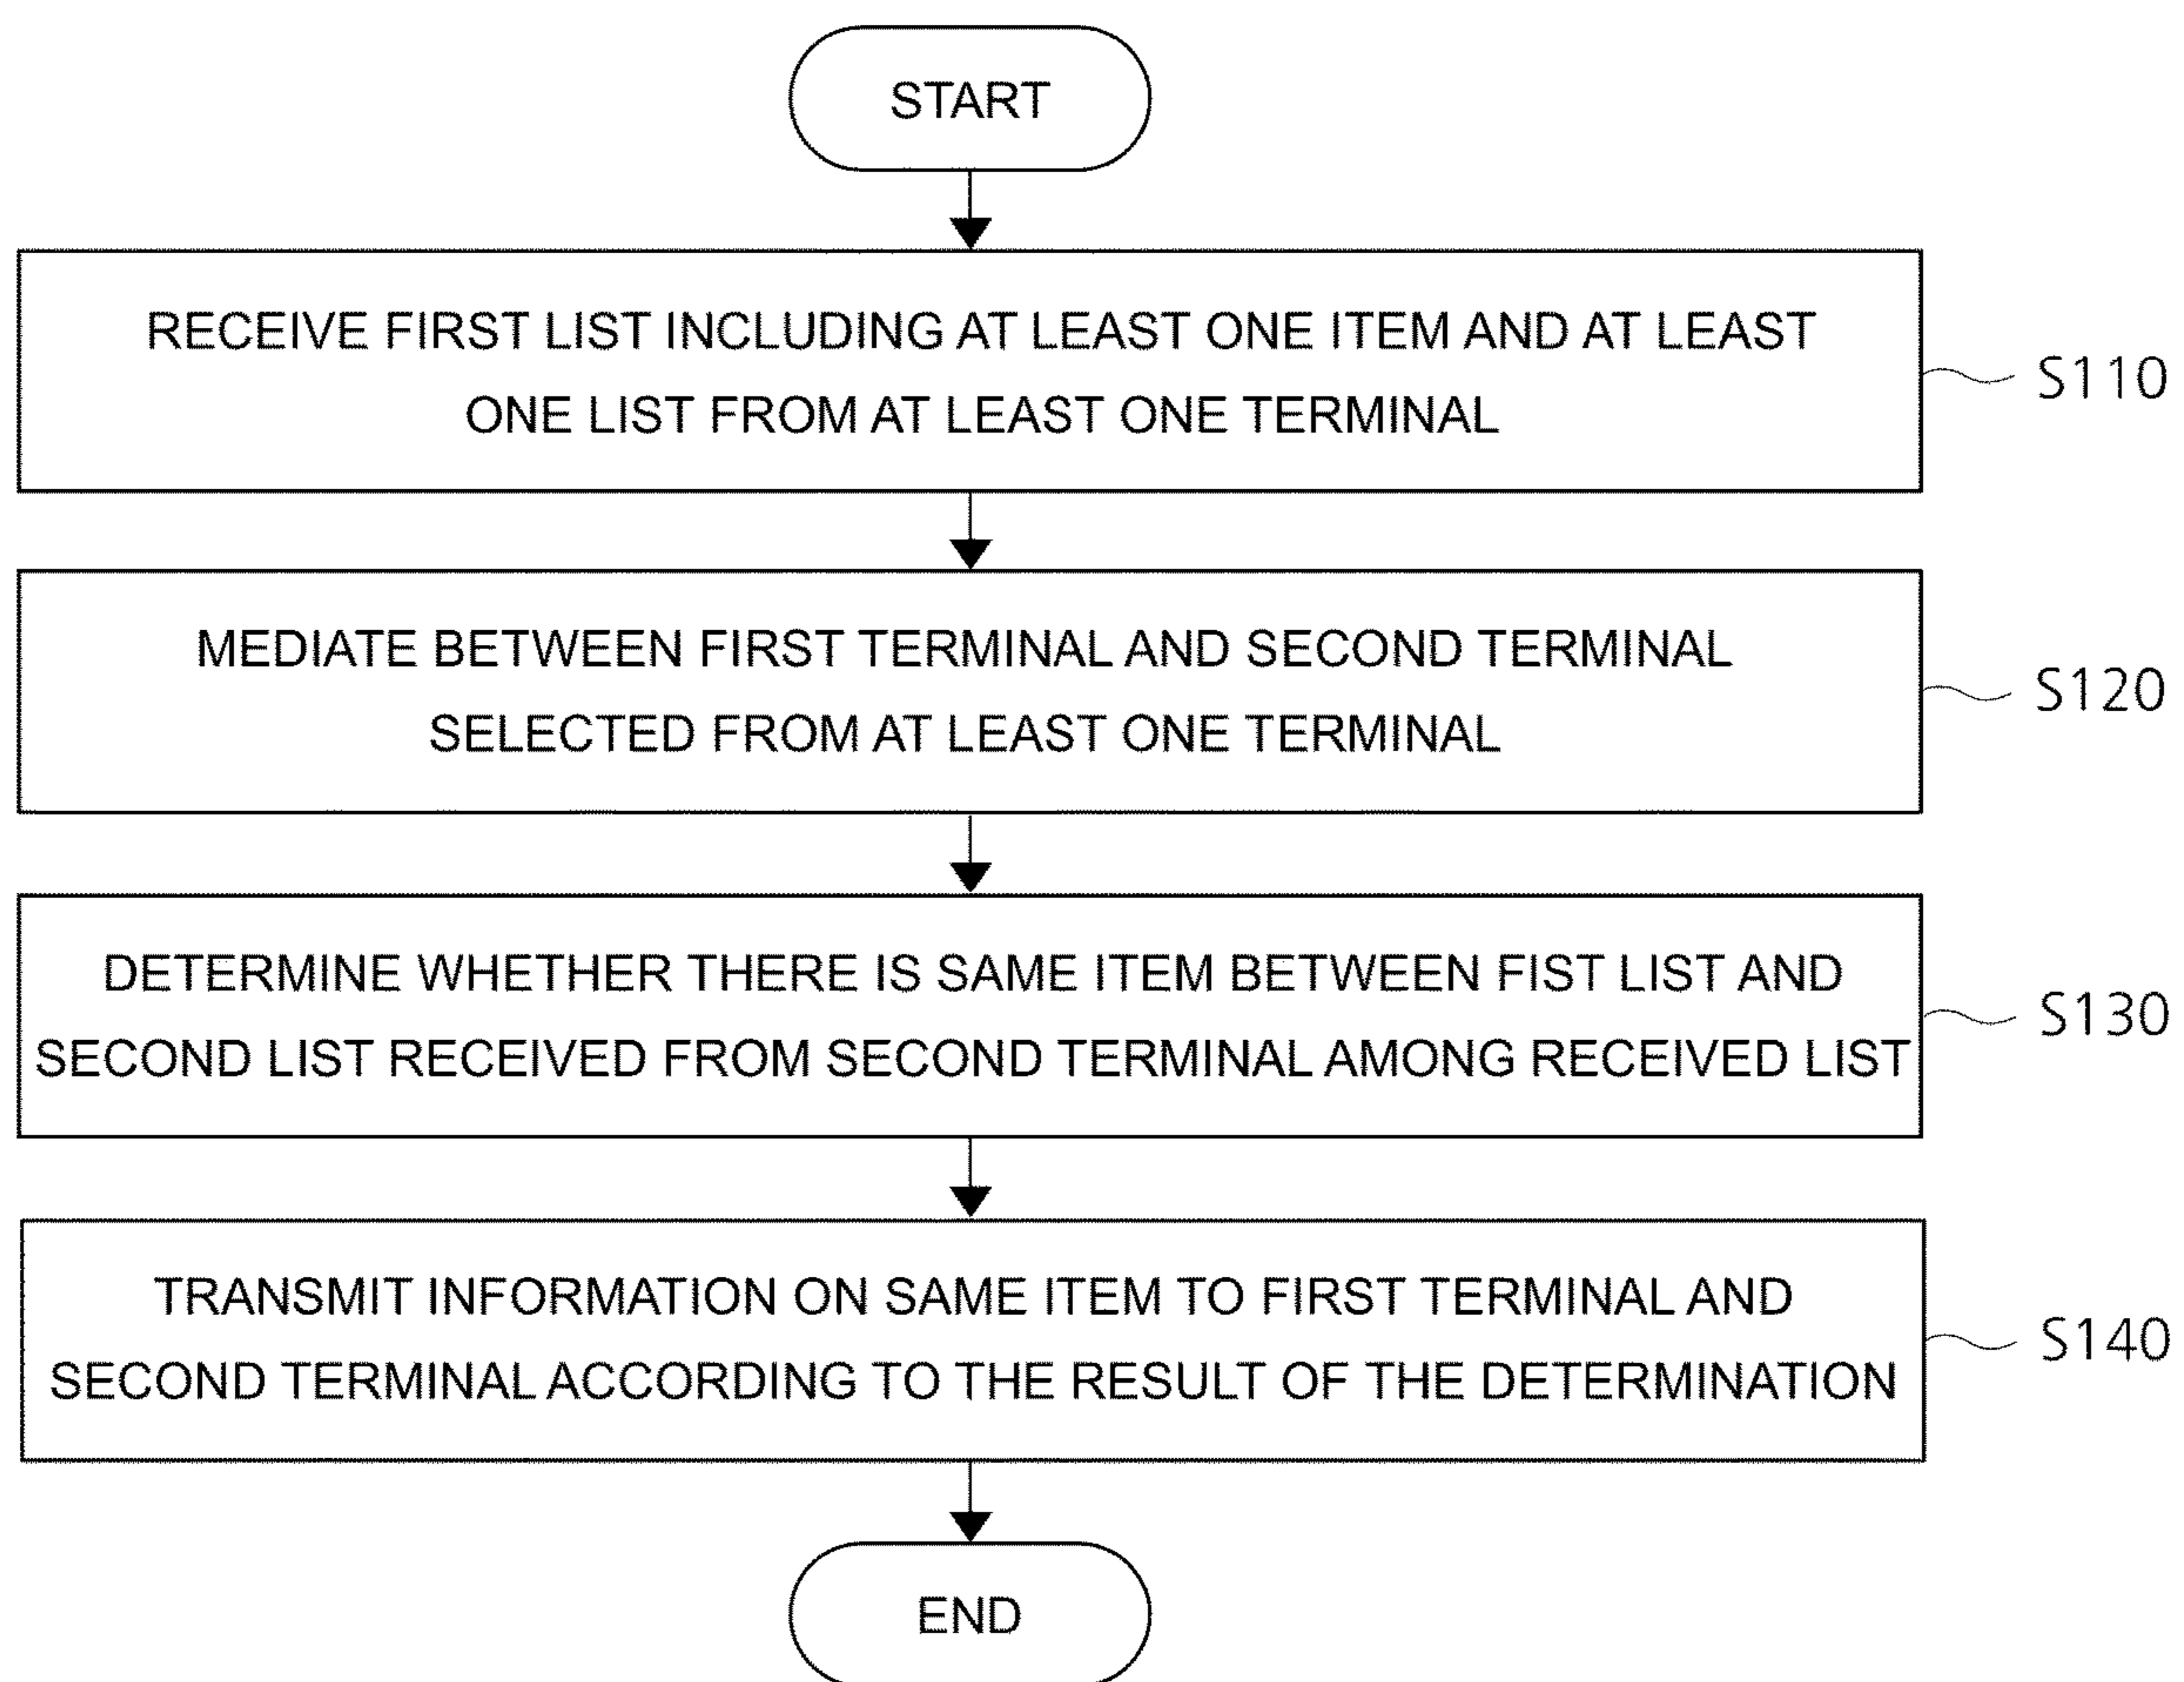 START
RECEIVE FIRST LIST INCLUDING AT LEAST ONE ITEM AND AT LEAST
ONE LIST FROM AT LEAST ONE TERMINAL
S110
MEDIATE BETWEEN FIRST TERMINAL AND SECOND TERMINAL
SELECTED FROM AT LEAST ONE TERMINAL
S120
DETERMINE WHETHER THERE IS SAME ITEM BETWEEN FIST LIST AND
SECOND LIST RECEIVED FROM SECOND TERMINAL AMONG RECEIVED LIST
S130
TRANSMIT INFORMATION ON SAME ITEM TO FIRST TERMINAL AND
SECOND TERMINAL ACCORDING TO THE RESULT OF THE DETERMINATION
S140
END